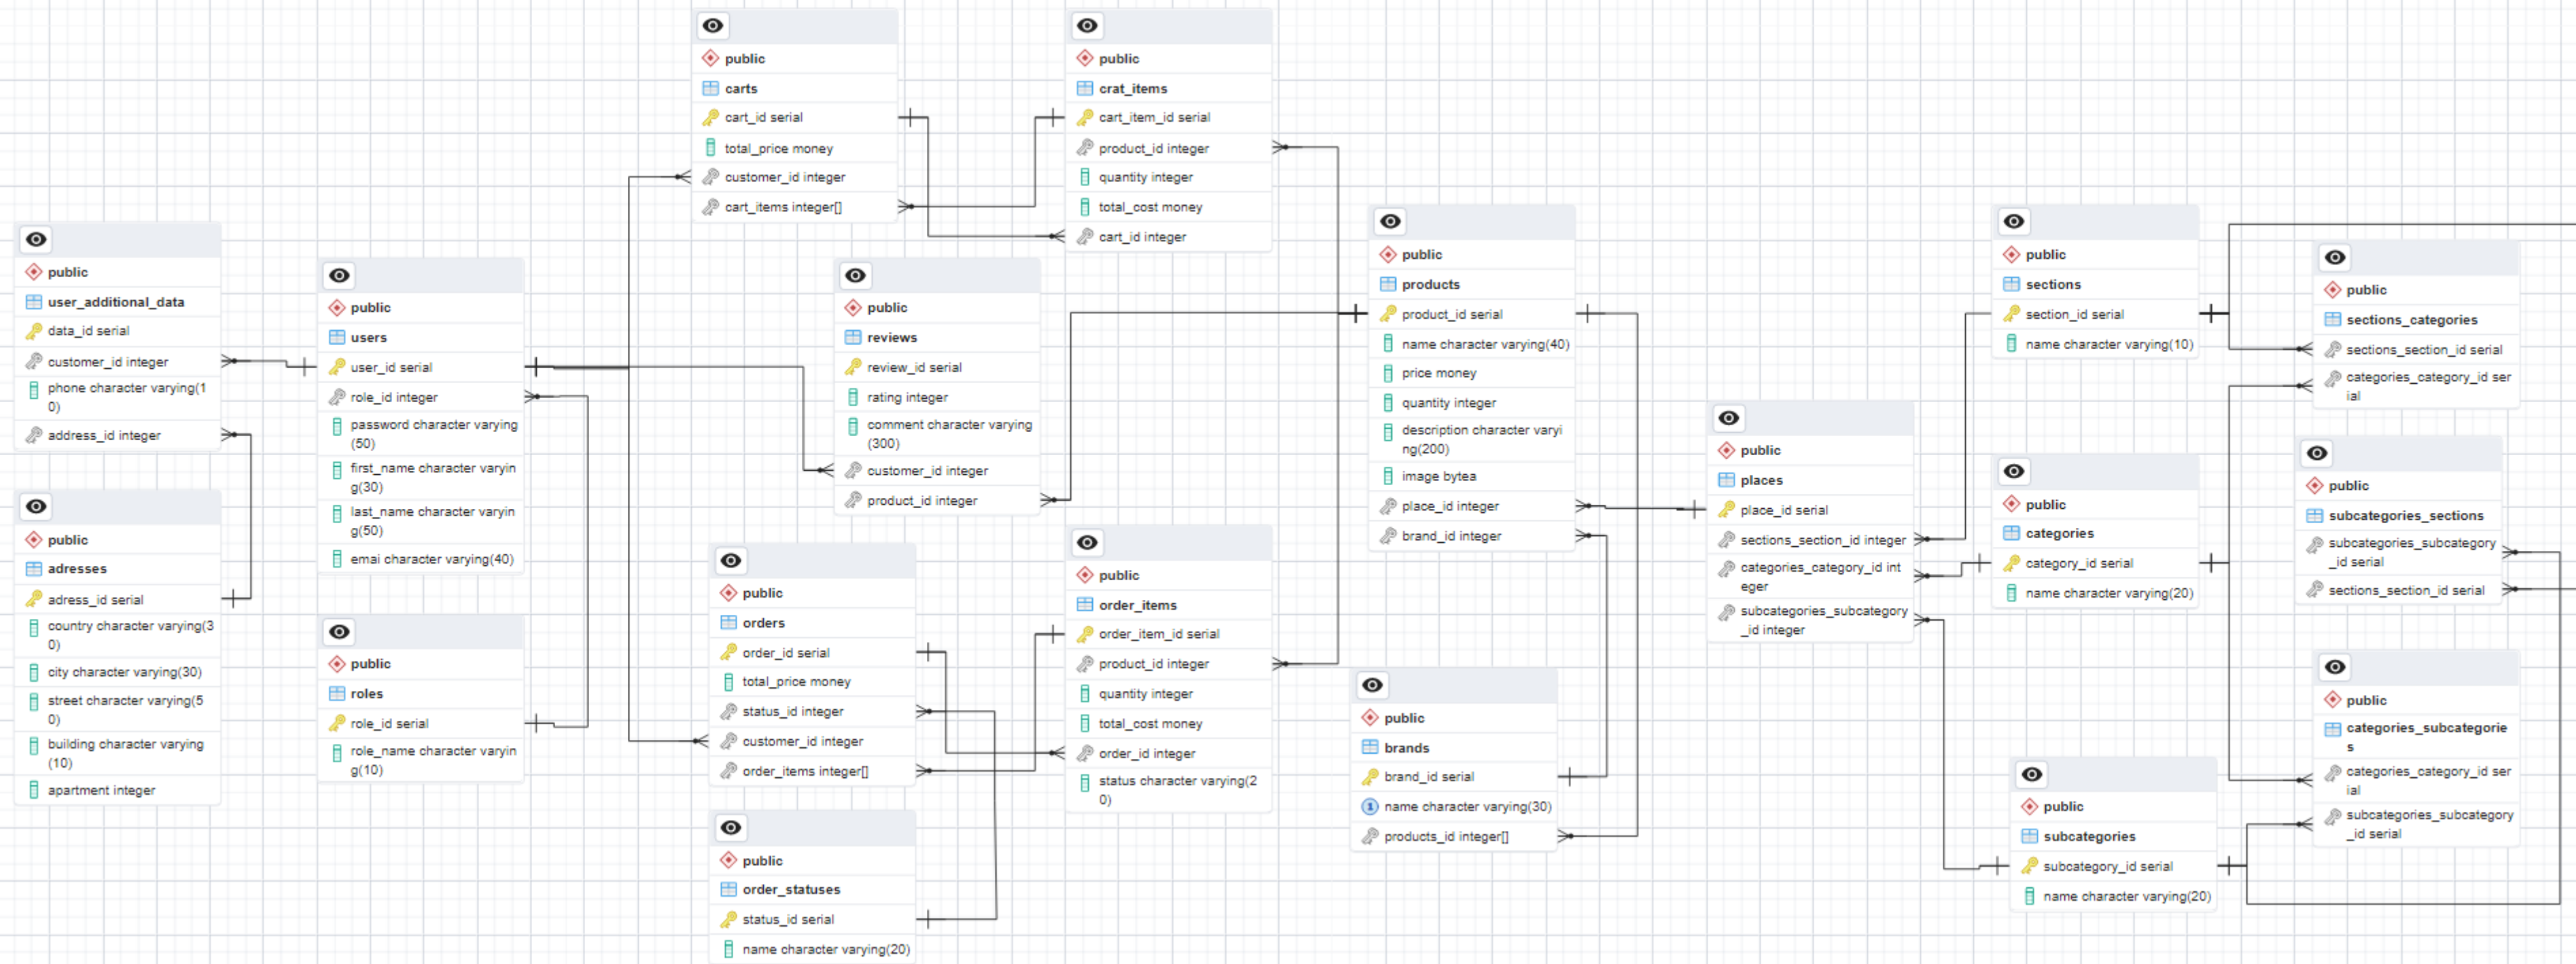 public
carts
cart_id serial
total_price money
customer_id integer
cart_items integer[]
public
crat_items
cart_item_id serial
product_id integer
quantity integer
total_cost money
cart_id integer
public
user_additional_data
data_id serial
customer_id integer
phone character varying(1
0)
address_id integer
public
users
user_id serial
role_id integer
password character varying
(50)
first_name character varyin
g(30)
last_name character varyin
g(50)
emai character varying(40)
public
reviews
review_id serial
rating integer
comment character varying
(300)
customer_id integer
product_id integer
public
products
product_id serial
name character varying(40)
price money
quantity integer
description character varyi
ng(200)
image bytea
place_id integer
brand_id integer
public
sections
section_id serial
name character varying(10)
public
sections_categories
sections_section_id serial
categories_category_id ser
ial
public
places
place_id serial
sections_section_id integer
categories_category_id int
eger
subcategories_subcategory
_id integer
public
categories
category_id serial
name character varying(20)
public
subcategories_sections
subcategories_subcategory
_id serial
sections_section_id serial
public
adresses
adress_id serial
country character varying(3
0)
city character varying(30)
street character varying(5
0)
building character varying
(10)
apartment integer
public
roles
role_id serial
role_name character varyin
g(10)
public
orders
order_id serial
total_price money
status_id integer
customer_id integer
order_items integer[]
public
order_items
order_item_id serial
product_id integer
quantity integer
total_cost money
order_id integer
status character varying(2
0)
public
brands
brand_id serial
1 name character varying(30)
products_id integer[]
public
categories_subcategorie
s
categories_category_id ser
ial
subcategories_subcategory
_id serial
public
subcategories
subcategory_id serial
name character varying(20)
public
order_statuses
status_id serial
name character varying(20)